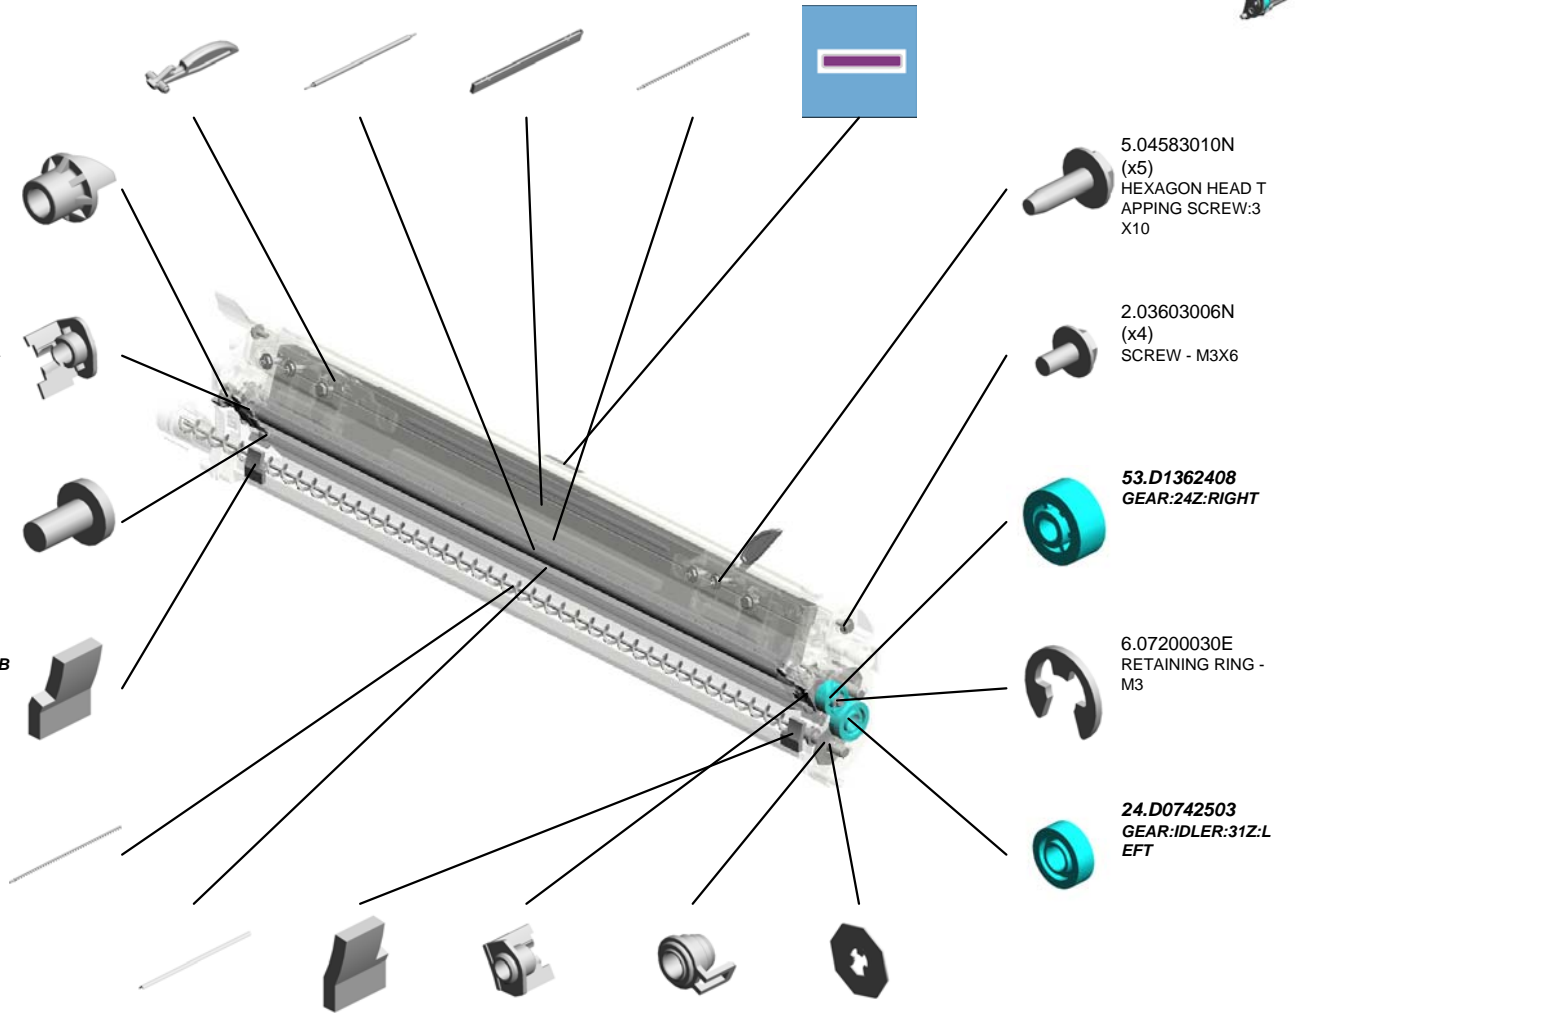 5.04583010N
(x5)
HEXAGON HEAD T
APPING SCREW:3
X10
2.03603006N
(x4)
SCREW - M3X6
53.D1362408
GEAR:24Z:RIGHT
B
6.07200030E
RETAINING RING -
M3
24.D0742503
GEAR:IDLER:31Z:L
EFT